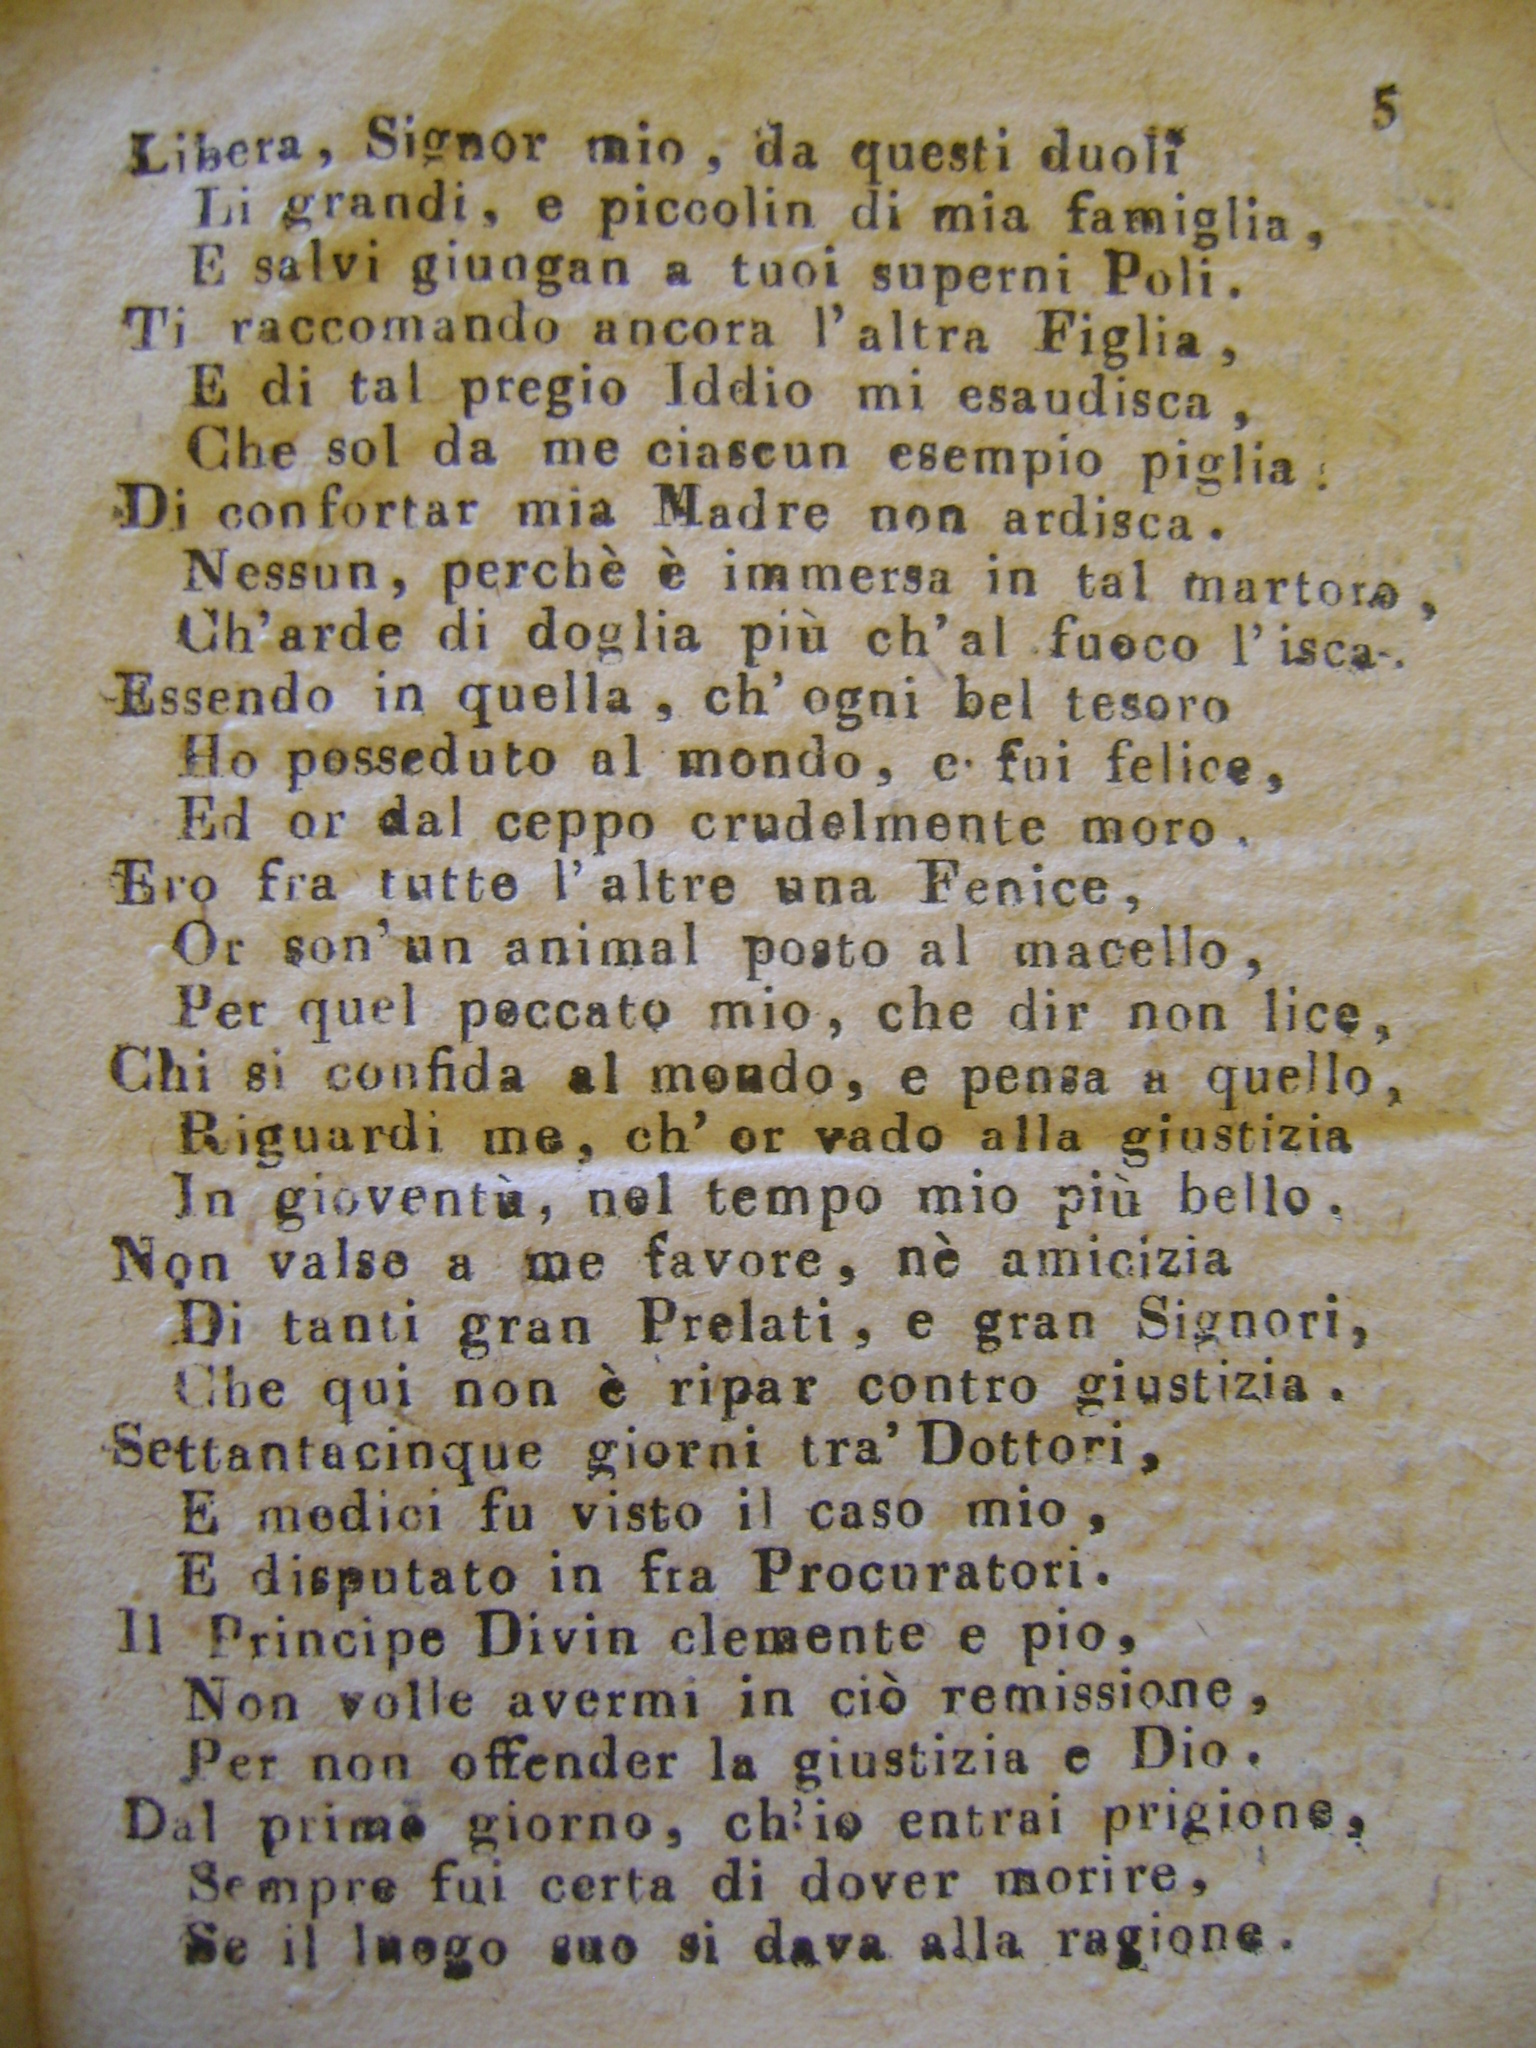 5
Libera, Signor mio, da questi duoli
Li grandi, e piccolin di mia famiglia,
E salvi giungan a tuoi superni Poli.
Ti raccomando ancora l'altra Figlia,
E di tal pregio Iddio mi esaudisca,
Che sol da me ciascun esempio piglia:
Di confortar mia Madre non ardisca.
Nessun, perchè è immersa in tal martoro,
Ch'arde di doglia più ch'al fuoco l'isca.
Essendo in quella, ch'ogni bel tesoro
Ho posseduto al mondo, e fui felice,
Ed or dal ceppo crudelmente moro.
Ero fra tutte l'altre una Fenice,
Or son'un animal posto al macello,
Per quel peccato mio, che dir non lice,
Chi si confida al mondo, e pensa a quello,
Riguardi me, ch'or vado alla giustizia
In gioventù, nel tempo mio più bello.
Non valse a me favore, nè amicizia
Di tanti gran Prelati, e gran Signori,
Che qui non è ripar contro giustizia.
Settantacinque giorni tra' Dottori,
E medici fu visto il caso mio,
E disputato in fra Procuratori.
Il Principe Divin clemente e pio,
Non volle avermi in ciò remissione,
Per non offender la giustizia e Dio.
Dal primo giorno, ch'io entrai prigione,
Sempre fui certa di dover morire,
Se il luogo suo si dava alla ragione.